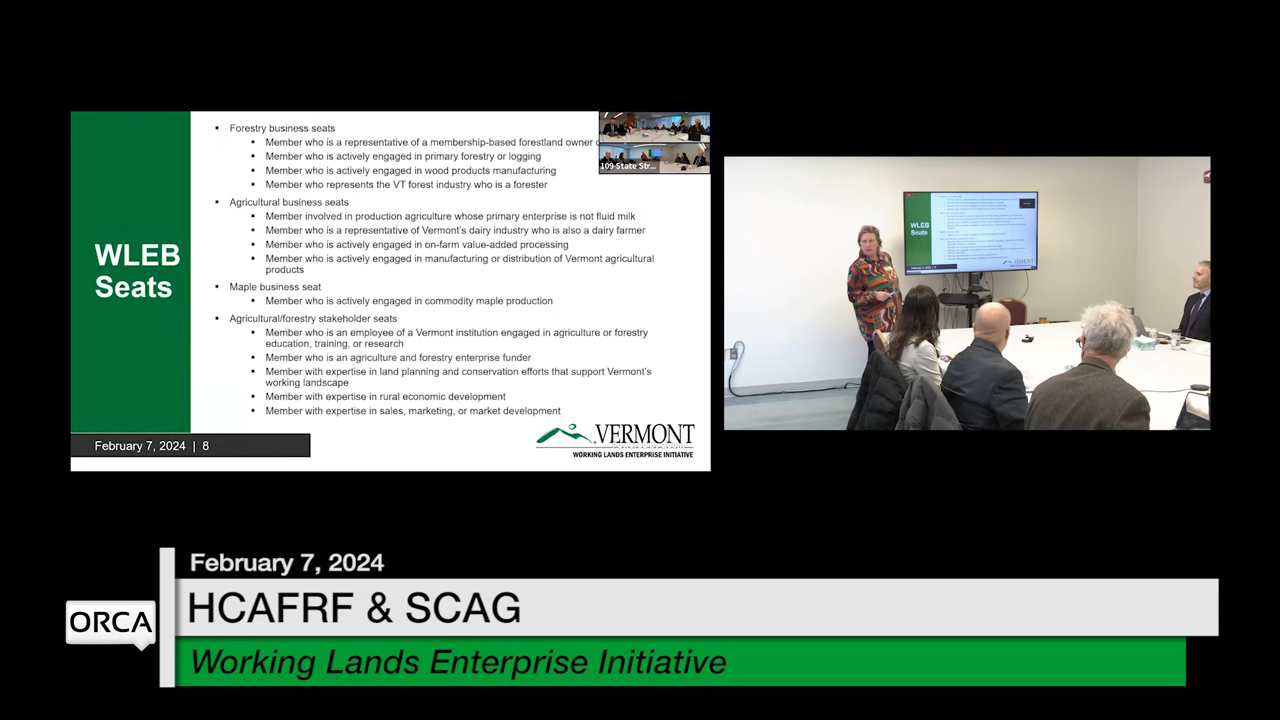 Forestry business seats
Member who is a representative of a membership-based forestland owner
109 State Str...
Member who is actively engaged in primary forestry or logging
Member who is actively engaged in wood products manufacturing
Member who represents the VT forest industry who is a forester
Agricultural business seats
Member involved in production agriculture whose primary enterprise is not fluid milk
Member who is a representative of Vermont's dairy industry who is also a dairy farmer
Member who is actively engaged in on-farm value-added processing
Member who is actively engaged in manufacturing or distribution of Vermont agricultural
products
Maple business seat
Member who is actively engaged in commodity maple production
Agricultural/forestry stakeholder seats
Member who is an employee of a Vermont institution engaged in agriculture or forestry
education, training, or research
Member who is an agriculture and forestry enterprise funder
Member with expertise in land planning and conservation efforts that support Vermont's
working landscape
Member with expertise in rural economic development
Member with expertise in sales, marketing, or market development
WLEB
Seats
February 7, 2024 | 8
VERMONT
WORKING LANDS ENTERPRISE INITIATIVE
WLEB
Seats
VERMONT
February 7, 2024
ORCA
HCAFRF & SCAG
Working Lands Enterprise Initiative